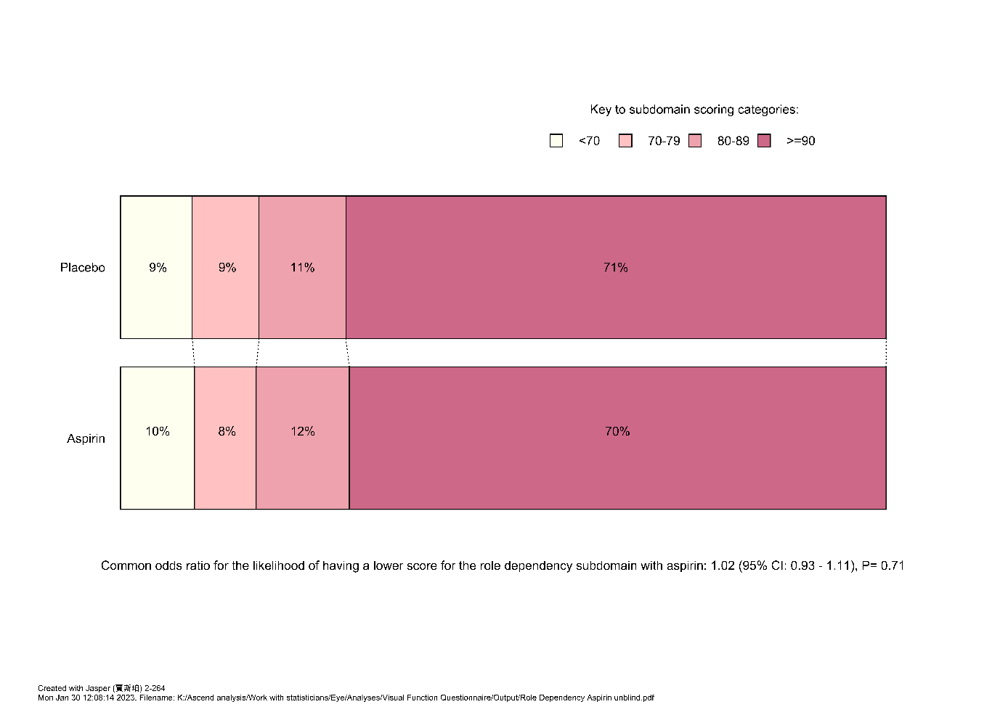 Key to subdomain scoring categories:
<70 70-79 80-89 >=90
Placebo 9% 9% 11% 71%
Aspirin 10% 8% 12% 70%
Common odds ratio for the likelihood of having a lower score for the role dependency subdomain with aspirin: 1.02 (95% CI: 0.93 - 1.11), P= 0.71
Created with Jasper (賈斯珀) 2-264
Mon Jan 30 12:08:14 2023. Filename: K:/Ascend analysis/Work with statisticians/Eye/Analyses/Visual Function Questionnaire/Output/Role Dependency Aspirin unblind.pdf